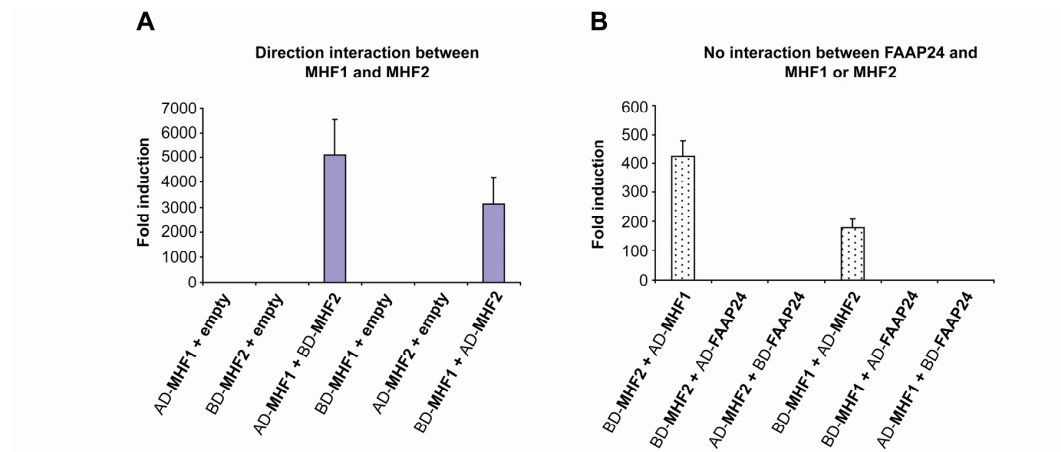 A
Direction interaction between
MHF1 and MHF2
Fold induction
7000
6000
5000
4000
3000
2000
1000
0
AD-MHF1 + empty
BD-MHF2 + empty
AD-MHF1 + BD-MHF2
BD-MHF1 + empty
AD-MHF2 + empty
BD-MHF1 + AD-MHF2
B
No interaction between FAAP24 and
MHF1 or MHF2
Fold induction
600
500
400
300
200
100
0
BD-MHF2 + AD-MHF1
BD-MHF2 + AD-FAAP24
AD-MHF2 + BD-FAAP24
BD-MHF1 + AD-MHF2
BD-MHF1 + AD-FAAP24
AD-MHF1 + BD-FAAP24